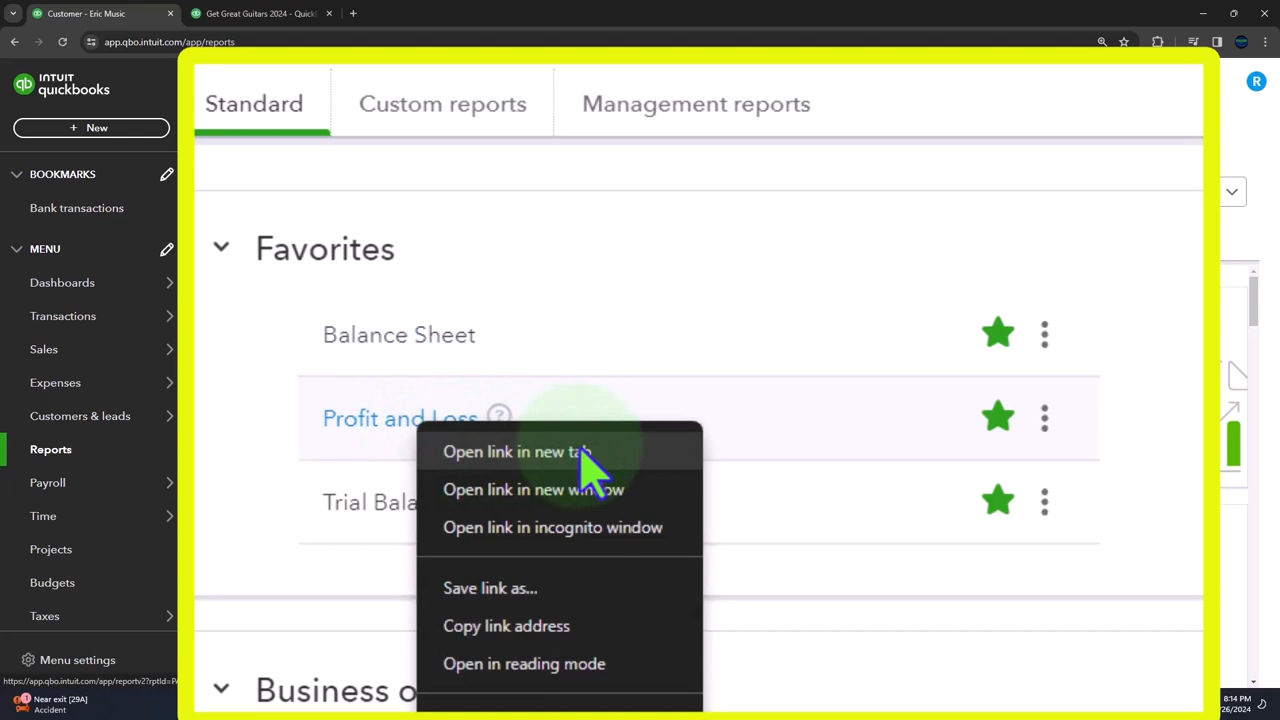 Customer - Eric Music
Get Great Guitars 2024 - QuickB
app.qbo.intuit.com/app/reports
INTUIT
quickbooks
+ New
BOOKMARKS
Bank transactions
MENU
Dashboards
Transactions
Sales
Expenses
Customers & leads
Reports
Payroll
Time
Projects
Budgets
Taxes
Menu settings
Standard
Custom reports
Management reports
Favorites
Balance Sheet
Profit and Loss ?
Trial Bala
Open link in new tab
Open link in new window
Open link in incognito window
Save link as...
Copy link address
Open in reading mode
Business o
R
https://app.qbo.intuit.com/app/reportv2?rptId=PA
1
Near exit [29A]
Accident
8:14 PM
/26/2024